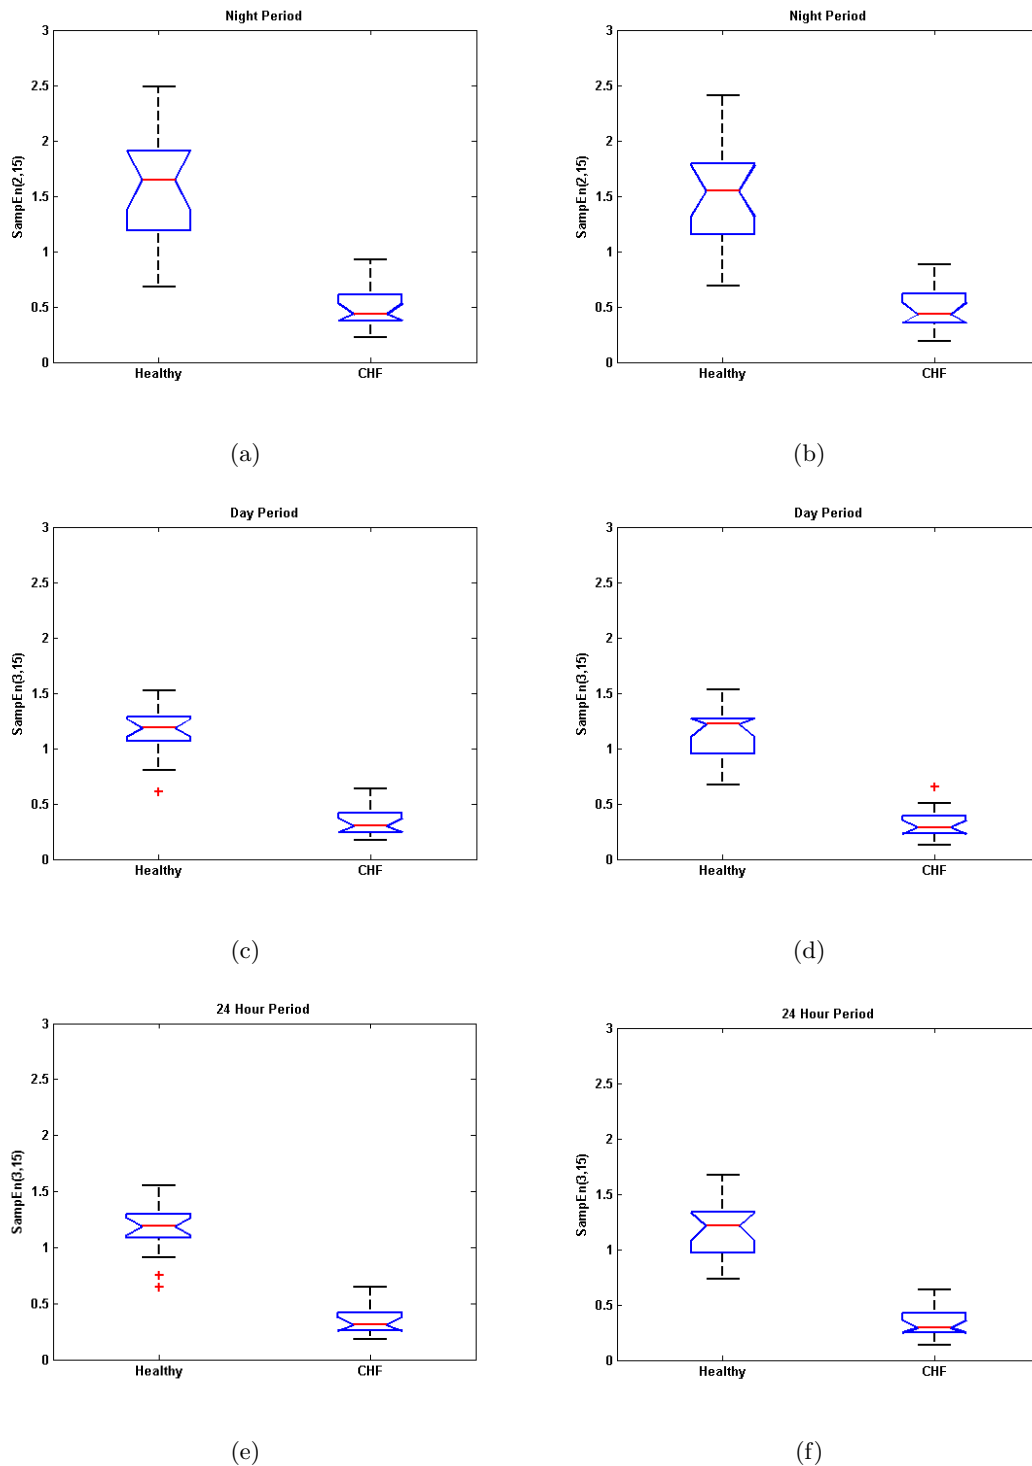 Night Period
3
2.5
2
1.5
1
0.5
0
SampEn(2,15)
Healthy
CHF
(a)
Night Period
3
2.5
2
1.5
1
0.5
0
SampEn(2,15)
Healthy
CHF
(b)
Day Period
3
2.5
2
1.5
1
0.5
0
SampEn(3,15)
Healthy
CHF
(c)
Day Period
3
2.5
2
1.5
1
0.5
0
SampEn(3,15)
Healthy
CHF
(d)
24 Hour Period
3
2.5
2
1.5
1
0.5
0
SampEn(3,15)
Healthy
CHF
(e)
24 Hour Period
3
2.5
2
1.5
1
0.5
0
SampEn(3,15)
Healthy
CHF
(f)